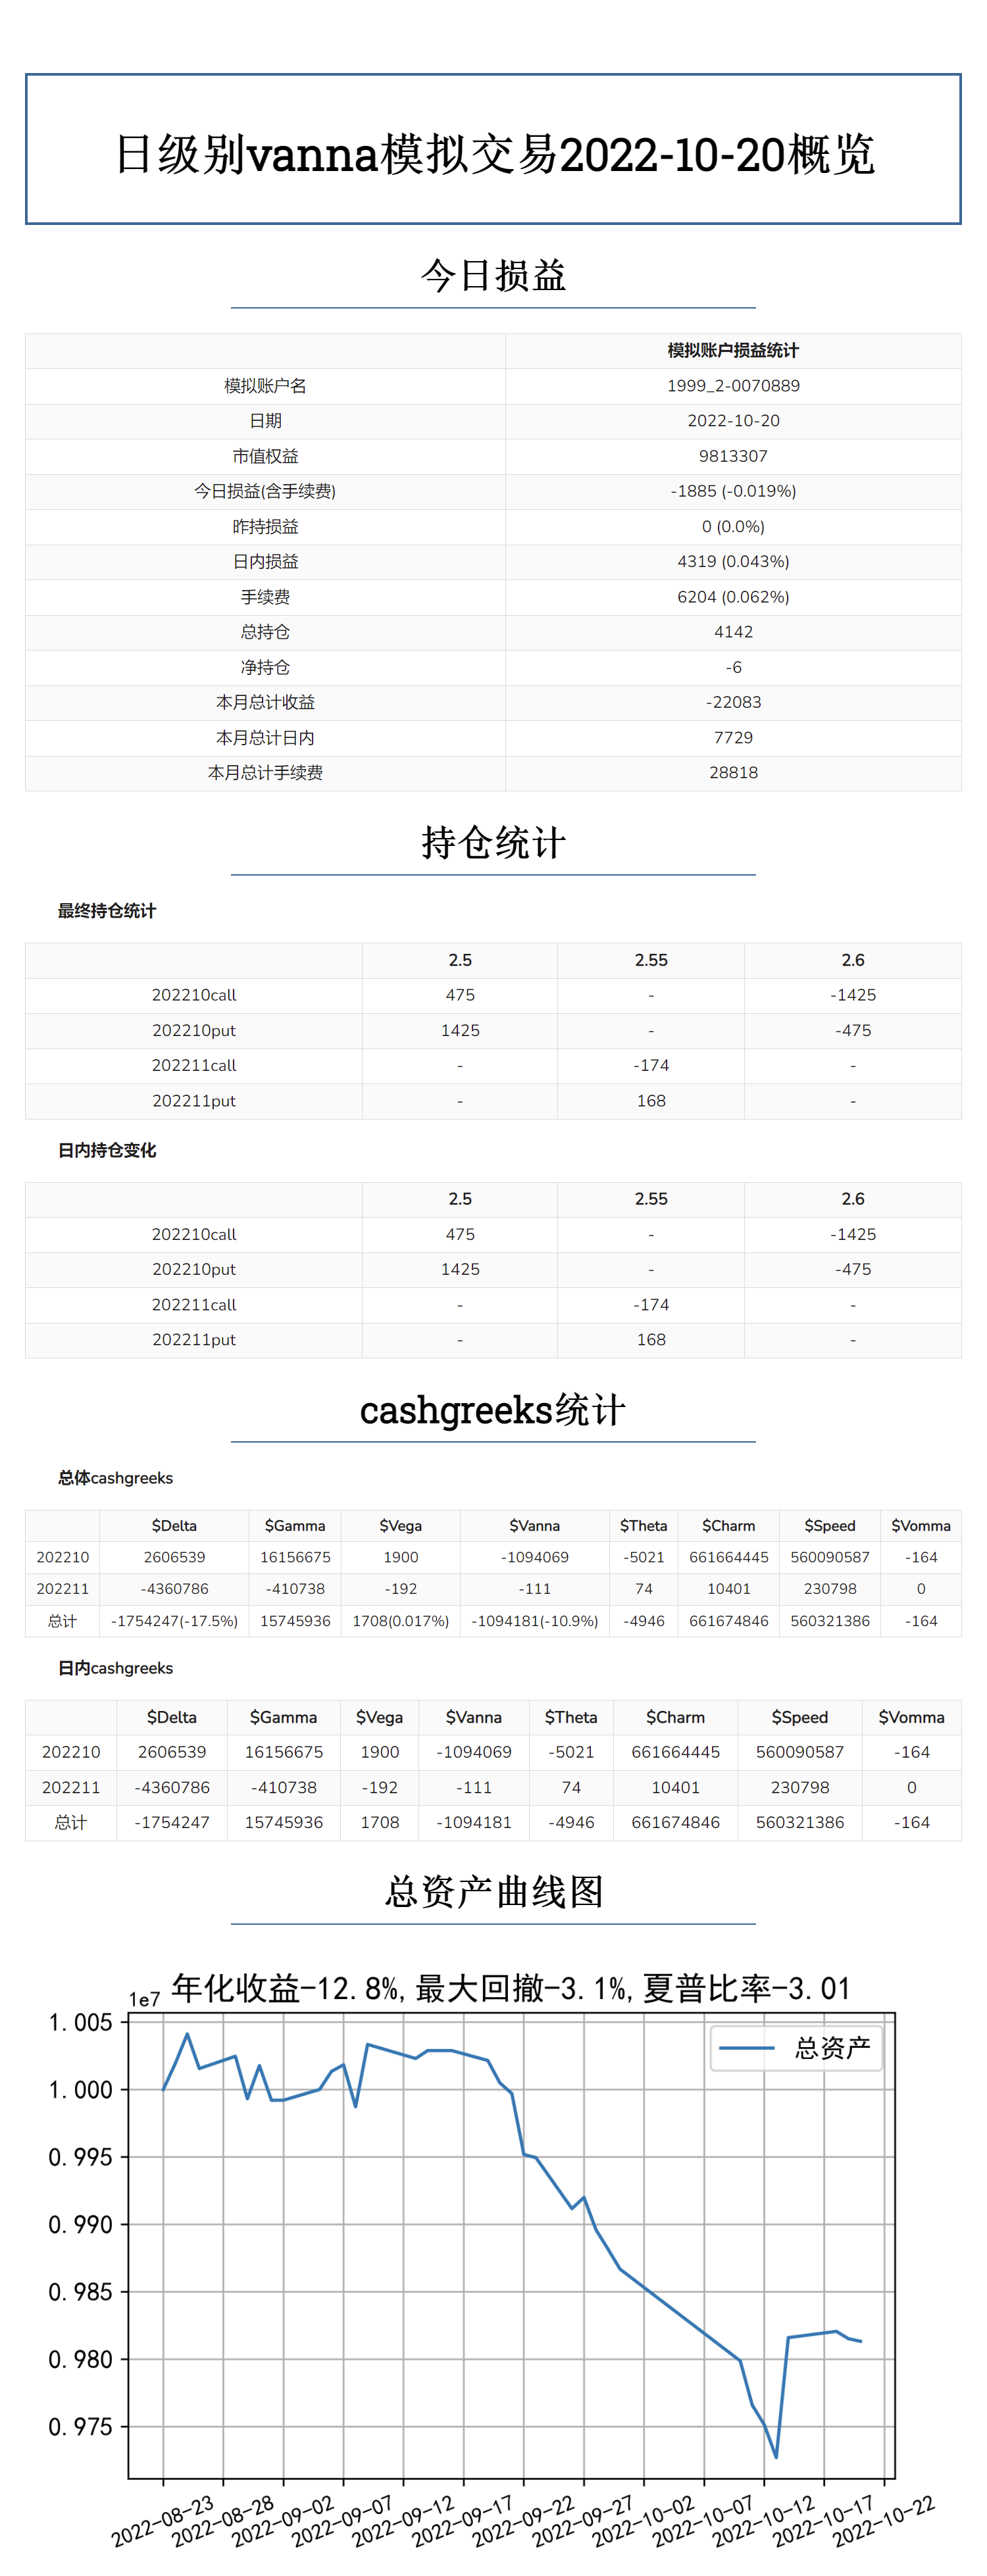 日级别vanna模拟交易2022-10-20概览
今日损益
模拟账户损益统计
模拟账户名 1999_2-0070889
日期 2022-10-20
市值权益 9813307
今日损益(含手续费) -1885 (-0.019%)
昨持损益 0 (0.0%)
日内损益 4319 (0.043%)
手续费 6204 (0.062%)
总持仓 4142
净持仓 -6
本月总计收益 -22083
本月总计日内 7729
本月总计手续费 28818
持仓统计
最终持仓统计
2.5 2.55 2.6
202210call 475 - -1425
202210put 1425 - -475
202211call - -174 -
202211put - 168 -
日内持仓变化
2.5 2.55 2.6
202210call 475 - -1425
202210put 1425 - -475
202211call - -174 -
202211put - 168 -
cashgreeks统计
总体cashgreeks
$Delta $Gamma $Vega $Vanna $Theta $Charm $Speed $Vomma
202210 2606539 16156675 1900 -1094069 -5021 661664445 560090587 -164
202211 -4360786 -410738 -192 -111 74 10401 230798 0
总计 -1754247(-17.5%) 15745936 1708(0.017%) -1094181(-10.9%) -4946 661674846 560321386 -164
日内cashgreeks
$Delta $Gamma $Vega $Vanna $Theta $Charm $Speed $Vomma
202210 2606539 16156675 1900 -1094069 -5021 661664445 560090587 -164
202211 -4360786 -410738 -192 -111 74 10401 230798 0
总计 -1754247 15745936 1708 -1094181 -4946 661674846 560321386 -164
总资产曲线图
年化收益-12.8%,最大回撤-3.1%,夏普比率-3.01
1e7
总资产
1.005
1.000
0.995
0.990
0.985
0.980
0.975
2022-08-23 2022-08-28 2022-09-02 2022-09-07 2022-09-12 2022-09-17 2022-09-22 2022-09-27 2022-10-02 2022-10-07 2022-10-12 2022-10-17 2022-10-22